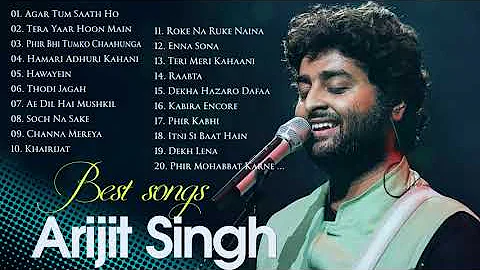 01. Agar Tum Saath Ho
02. Tera Yaar Hoon Main
03. Phir Bhi Tumko Chaahunga
04. Hamari Adhuri Kahani
05. Hawayein
06. Thodi Jagah
07. Ae Dil Hai Mushkil
08. Soch Na Sake
09. Channa Mereya
10. Khairiyat
11. Roke Na Ruke Naina
12. Enna Sona
13. Teri Meri Kahaani
14. Raabta
15. Dekha Hazaro Dafaa
16. Kabira Encore
17. Phir Kabhi
18. Itni Si Baat Hain
19. Dekh Lena
20. Phir Mohabbat Karne ...
Best songs
Arijit Singh